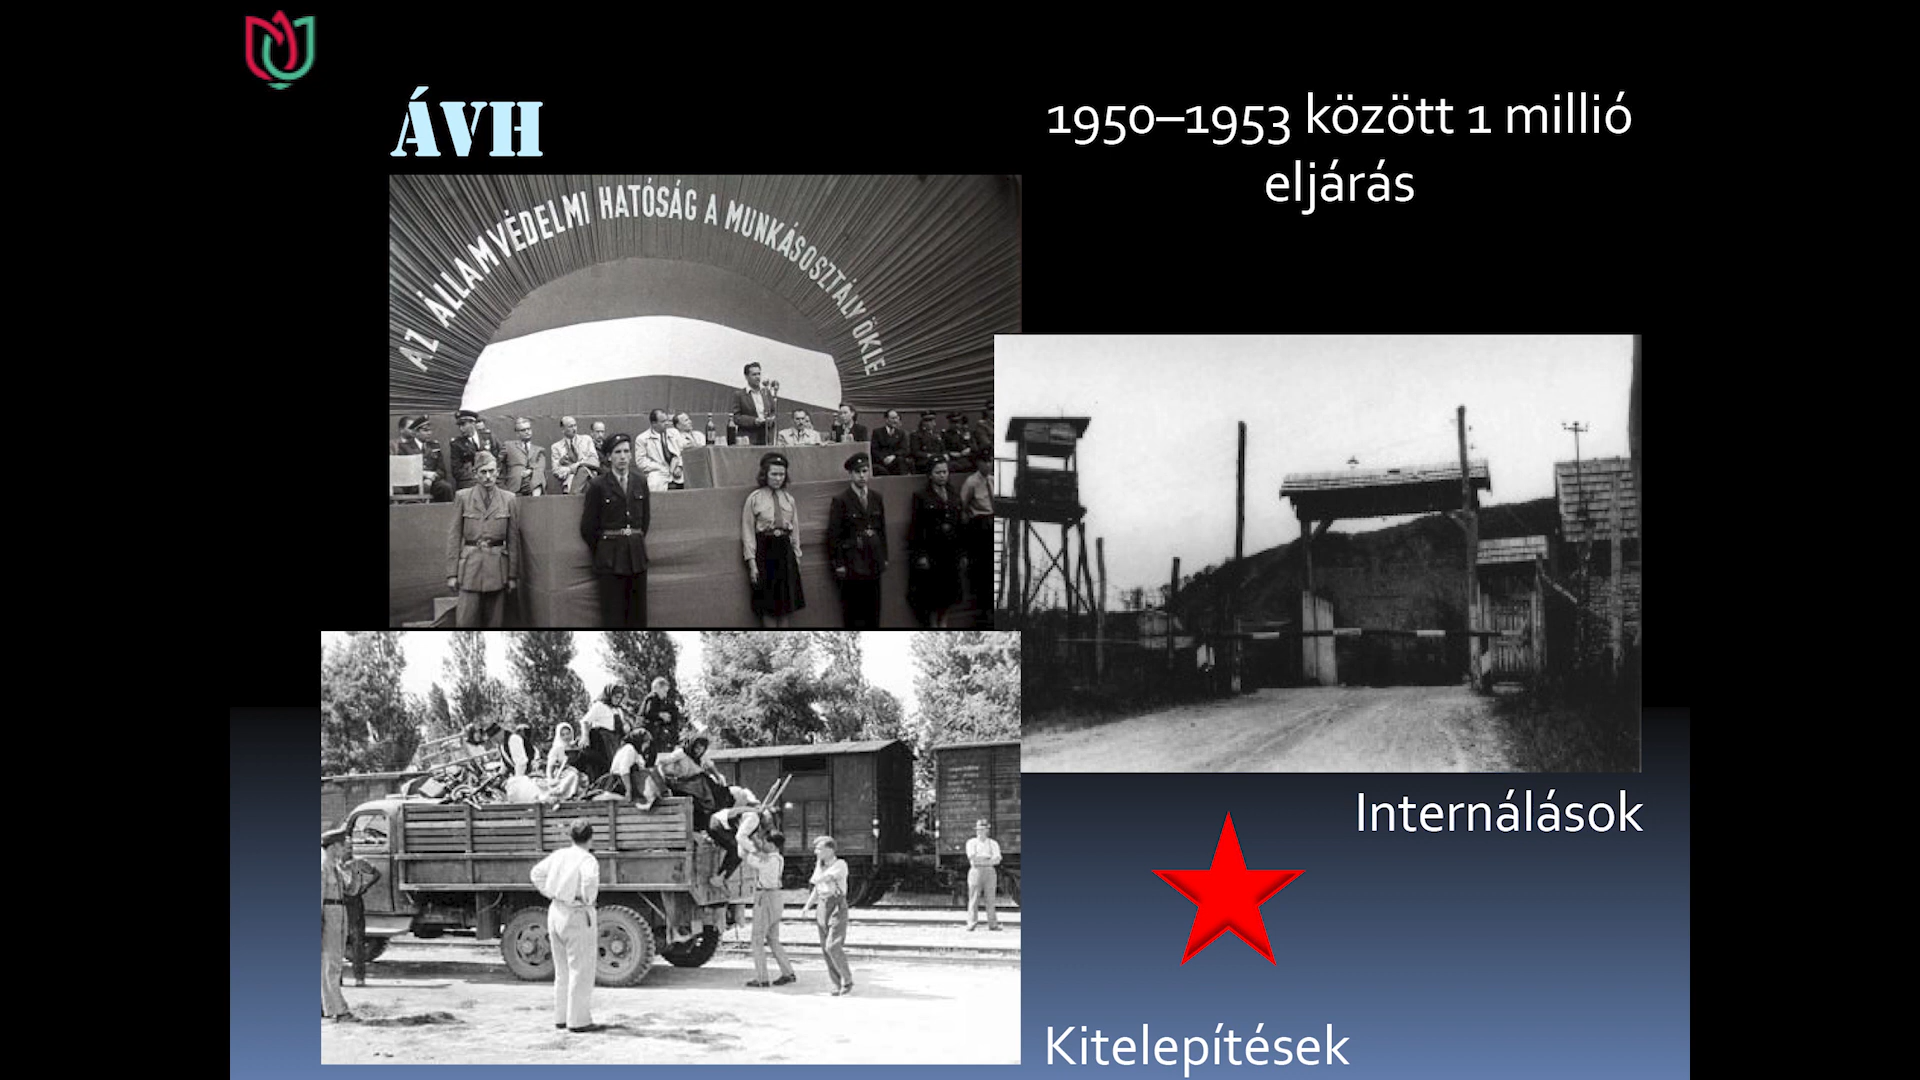 ÁVH
1950–1953 között 1 millió
eljárás
AZ ÁLLAMVÉDELMI HATÓSÁG A MUNKÁSOSZTÁLY ÖKLE
Internálások
Kitelepítések